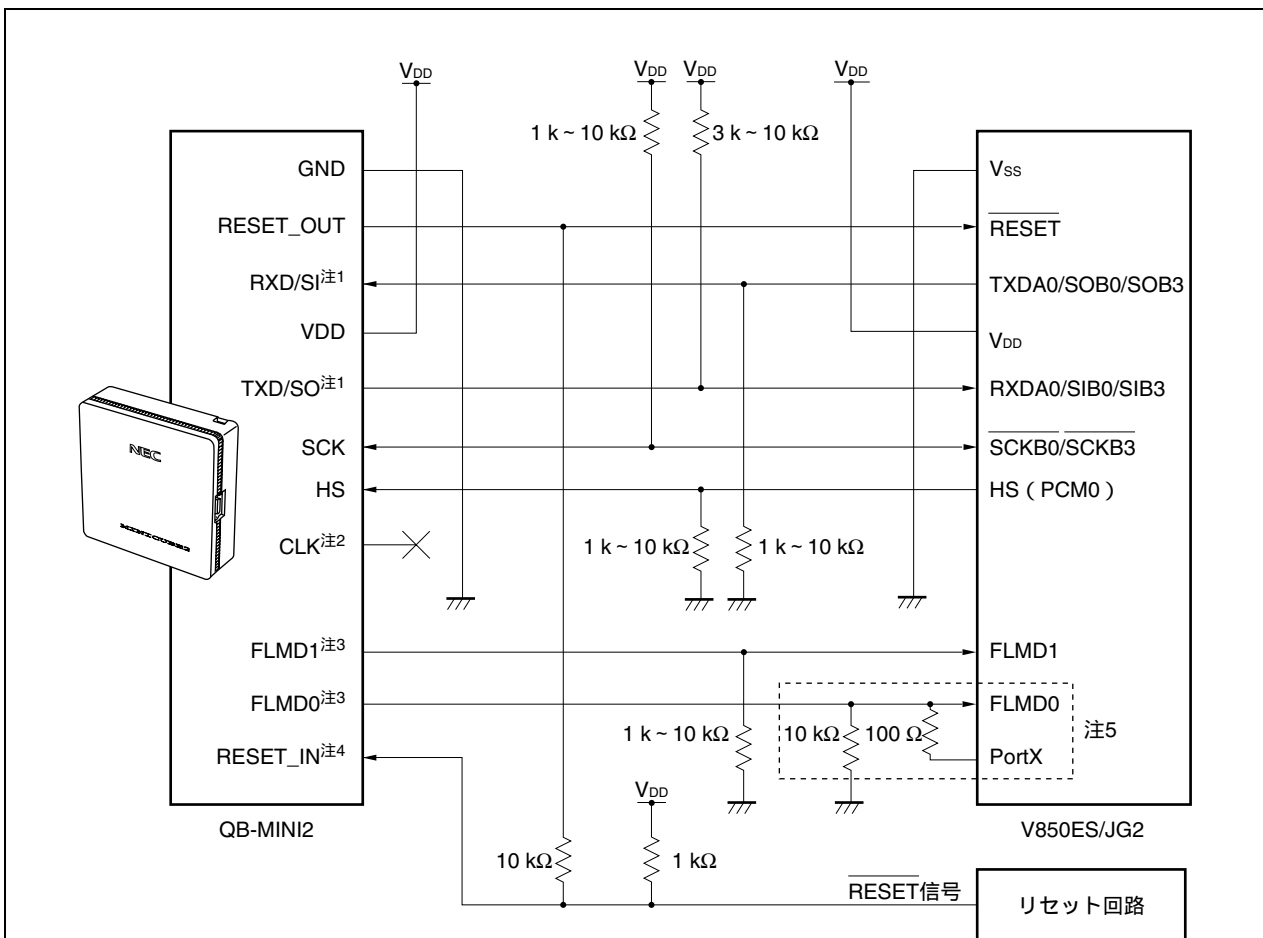 VDD
VDD
VDD
VDD
1 k ~ 10 kΩ
3 k ~ 10 kΩ
GND
VSS
RESET_OUT
RESET
RXD/SI注1
TXDA0/SOB0/SOB3
VDD
VDD
TXD/SO注1
RXDA0/SIB0/SIB3
SCK
SCKB0/SCKB3
HS
HS（PCM0）
CLK注2
1 k ~ 10 kΩ
1 k ~ 10 kΩ
NEC
MINICUBE2
FLMD1注3
FLMD1
FLMD0注3
FLMD0
1 k ~ 10 kΩ
10 kΩ
100 Ω
注5
RESET_IN注4
PortX
VDD
QB-MINI2
V850ES/JG2
10 kΩ
1 kΩ
RESET信号
リセット回路